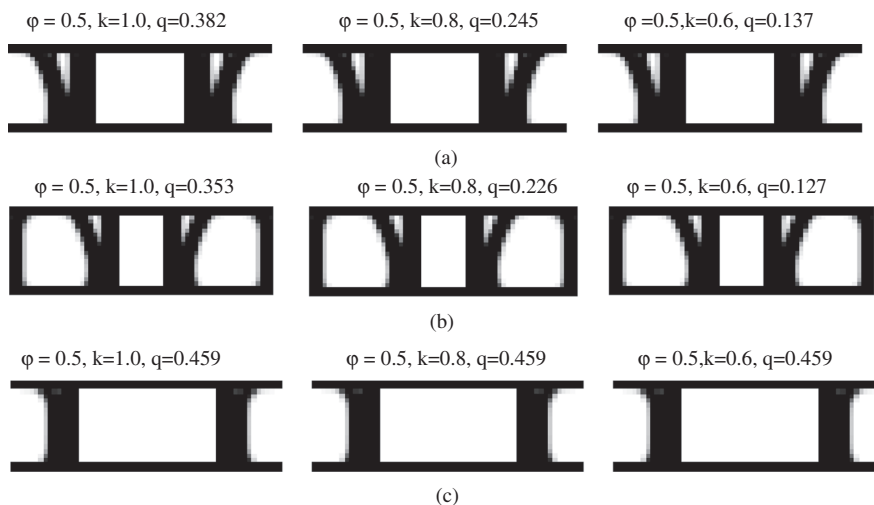 φ = 0.5, k=1.0, q=0.382 φ = 0.5, k=0.8, q=0.245 φ =0.5,k=0.6, q=0.137
(a)
φ = 0.5, k=1.0, q=0.353 φ = 0.5, k=0.8, q=0.226 φ = 0.5, k=0.6, q=0.127
(b)
φ = 0.5, k=1.0, q=0.459 φ = 0.5, k=0.8, q=0.459 φ = 0.5,k=0.6, q=0.459
(c)